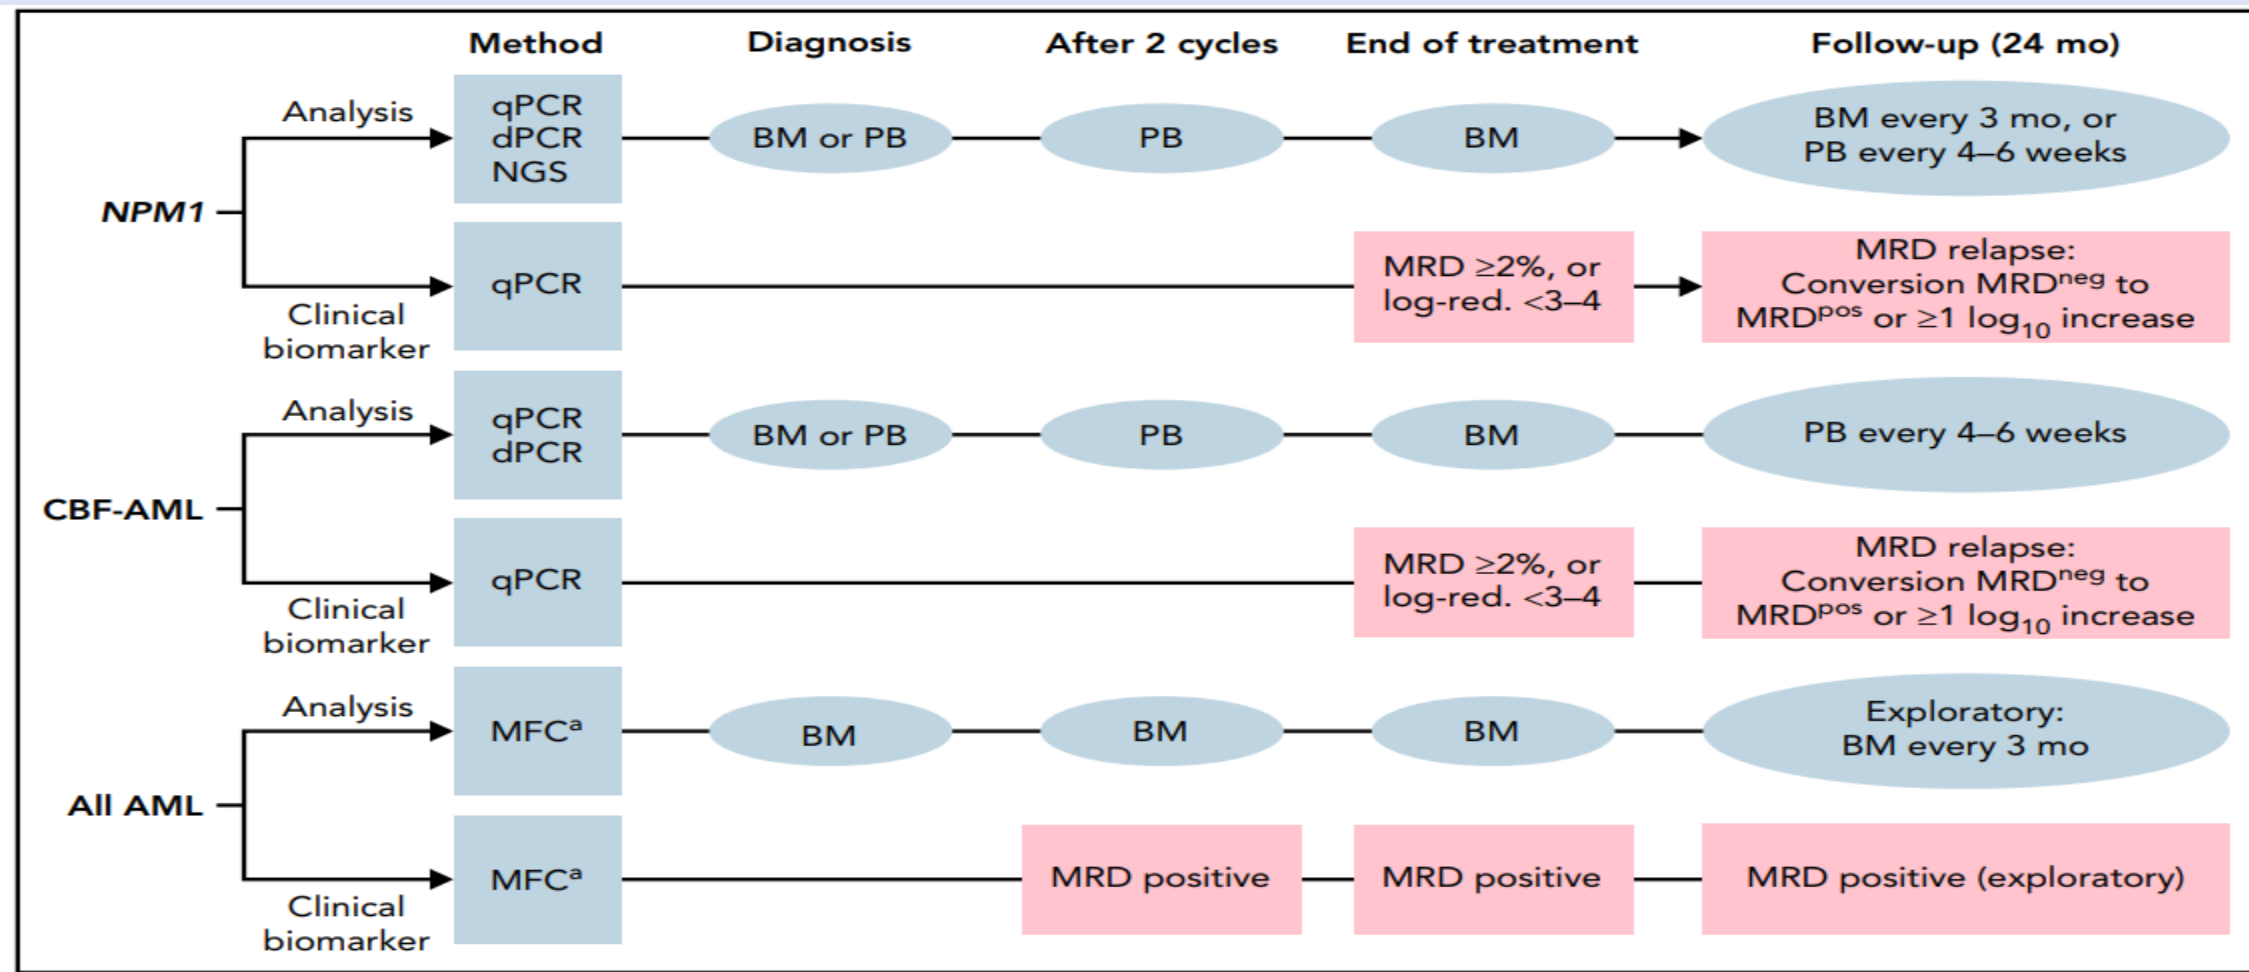 Method Diagnosis After 2 cycles End of treatment Follow-up (24 mo)
NPM1
Analysis
qPCR
dPCR
NGS
BM or PB
PB
BM
BM every 3 mo, or
PB every 4–6 weeks
Clinical
biomarker
qPCR
MRD ≥2%, or
log-red. <3–4
MRD relapse:
Conversion MRDneg to
MRDpos or ≥1 log10 increase
CBF-AML
Analysis
qPCR
dPCR
BM or PB
PB
BM
PB every 4–6 weeks
Clinical
biomarker
qPCR
MRD ≥2%, or
log-red. <3–4
MRD relapse:
Conversion MRDneg to
MRDpos or ≥1 log10 increase
All AML
Analysis
MFCa
BM
BM
BM
Exploratory:
BM every 3 mo
Clinical
biomarker
MFCa
MRD positive
MRD positive
MRD positive (exploratory)